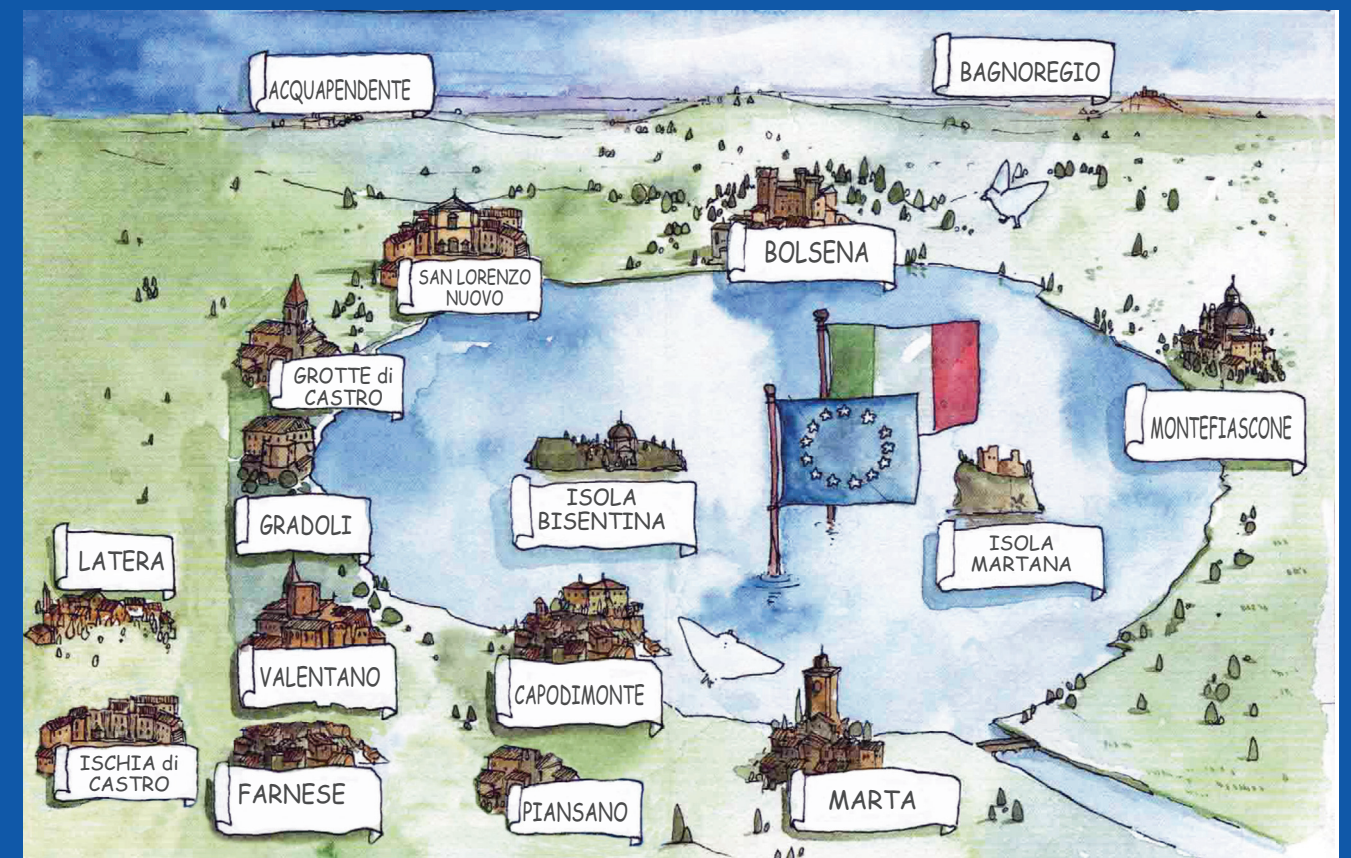 ACQUAPENDENTE
BAGNOREGIO
SAN LORENZO
NUOVO
BOLSENA
GROTTE di
CASTRO
MONTEFIASCONE
ISOLA
BISENTINA
GRADOLI
ISOLA
MARTANA
LATERA
VALENTANO
CAPODIMONTE
ISCHIA di
CASTRO
FARNESE
PIANSANO
MARTA